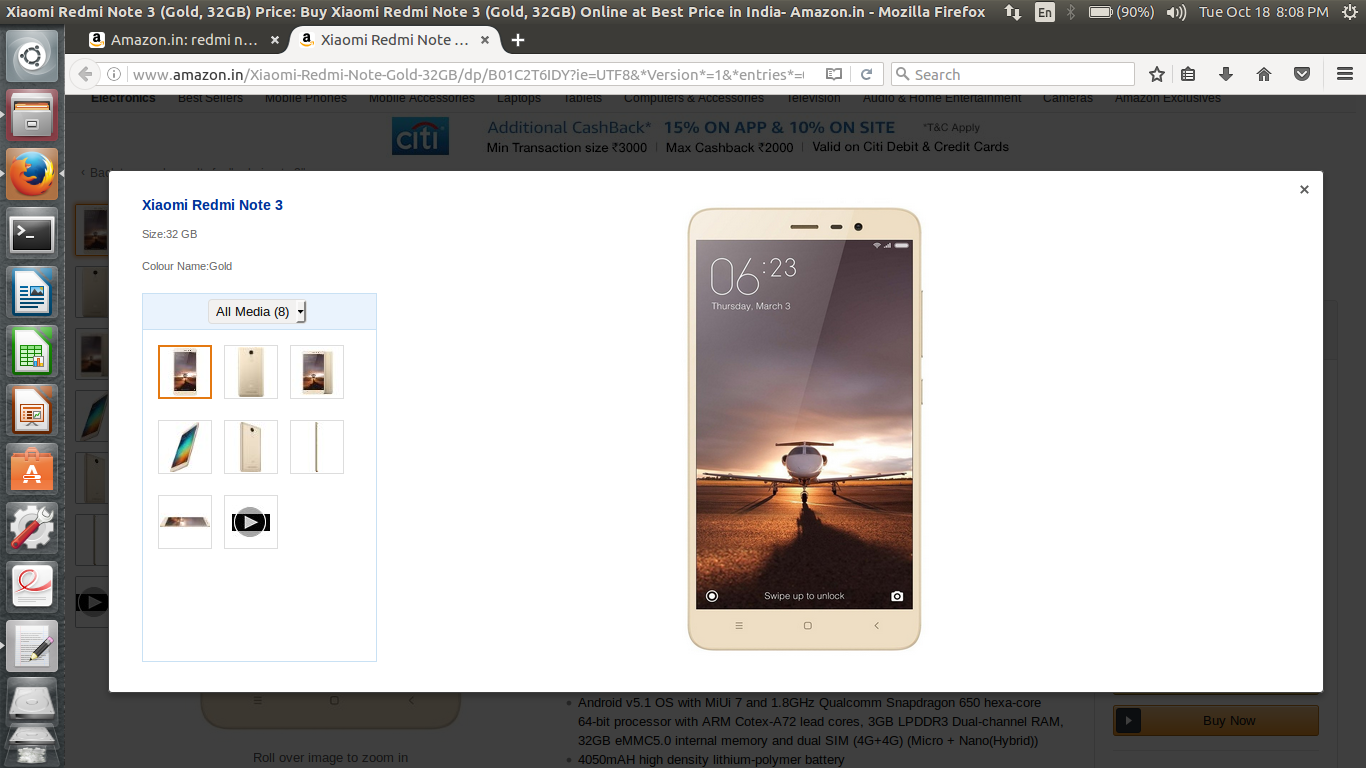 Xiaomi Redmi Note 3 (Gold, 32GB) Price: Buy Xiaomi Redmi Note 3 (Gold, 32GB) Online at Best Price in India- Amazon.in - Mozilla Firefox
En (90%) Tue Oct 18 8:08 PM
Amazon.in: redmi n... × Xiaomi Redmi Note ... × +
www.amazon.in/Xiaomi-Redmi-Note-Gold-32GB/dp/B01C2T6IDY?ie=UTF8&*Version*=1&*entries*=
Search
Electronics Best Sellers Mobile Phones Mobile Accessories Laptops Tablets Computers & Accessories Television Audio & Home Entertainment Cameras Amazon Exclusives
citi
Additional CashBack* 15% ON APP & 10% ON SITE *T&C Apply
Min Transaction size ₹3000 | Max Cashback ₹2000 | Valid on Citi Debit & Credit Cards
Xiaomi Redmi Note 3
Size:32 GB
Colour Name:Gold
All Media (8)
06:23
Thursday, March 3
Swipe up to unlock
Android v5.1 OS with MiUi 7 and 1.8GHz Qualcomm Snapdragon 650 hexa-core
64-bit processor with ARM Cotex-A72 lead cores, 3GB LPDDR3 Dual-channel RAM,
32GB eMMC5.0 internal memory and dual SIM (4G+4G) (Micro + Nano(Hybrid))
4050mAH high density lithium-polymer battery
Buy Now
Roll over image to zoom in